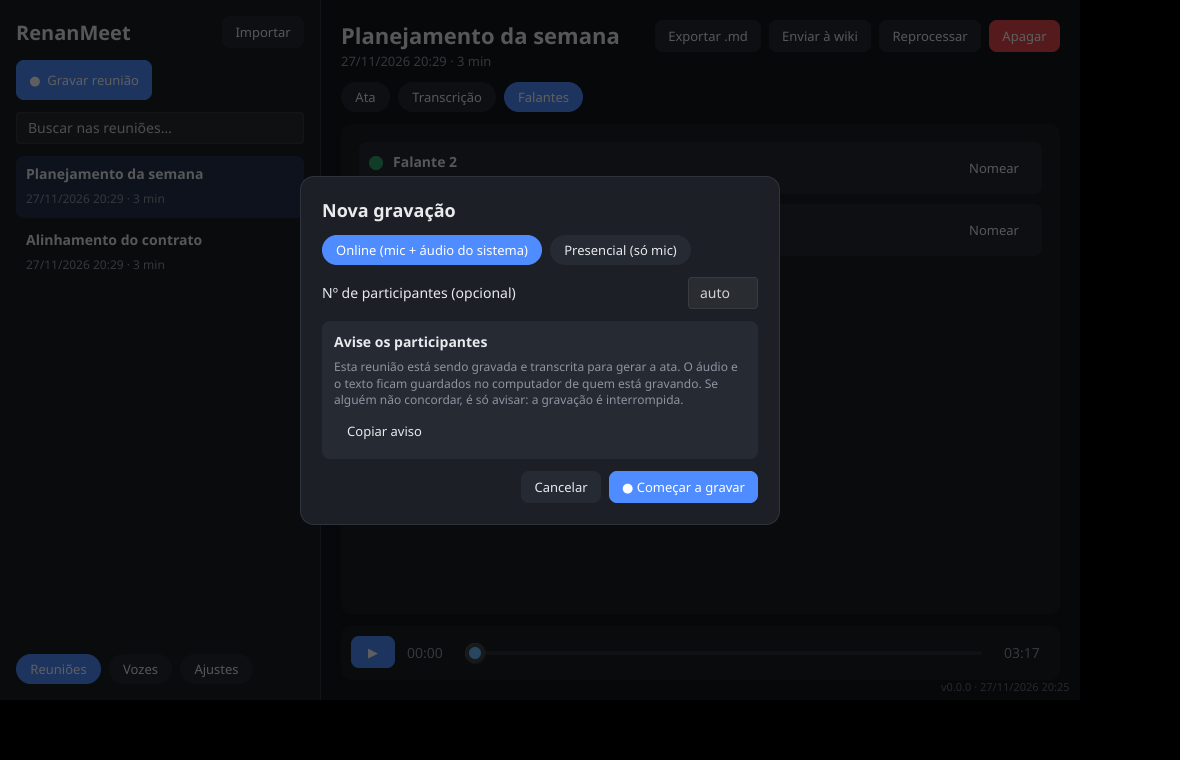 RenanMeet
Importar
Gravar reunião
Buscar nas reuniões...
Planejamento da semana
27/11/2026 20:29 · 3 min
Alinhamento do contrato
27/11/2026 20:29 · 3 min
Reuniões
Vozes
Ajustes
Planejamento da semana
27/11/2026 20:29 · 3 min
Exportar .md
Enviar à wiki
Reprocessar
Apagar
Ata
Transcrição
Falantes
Falante 2
Nomear
Nomear
Nova gravação
Online (mic + áudio do sistema)
Presencial (só mic)
Nº de participantes (opcional)
auto
Avise os participantes
Esta reunião está sendo gravada e transcrita para gerar a ata. O áudio e
o texto ficam guardados no computador de quem está gravando. Se
alguém não concordar, é só avisar: a gravação é interrompida.
Copiar aviso
Cancelar
Começar a gravar
00:00
03:17
v0.0.0 · 27/11/2026 20:25